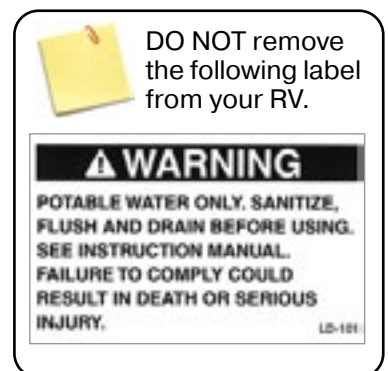 DO NOT remove
the following label
from your RV.
⚠ WARNING
POTABLE WATER ONLY. SANITIZE,
FLUSH AND DRAIN BEFORE USING.
SEE INSTRUCTION MANUAL.
FAILURE TO COMPLY COULD
RESULT IN DEATH OR SERIOUS
INJURY.
LB-101